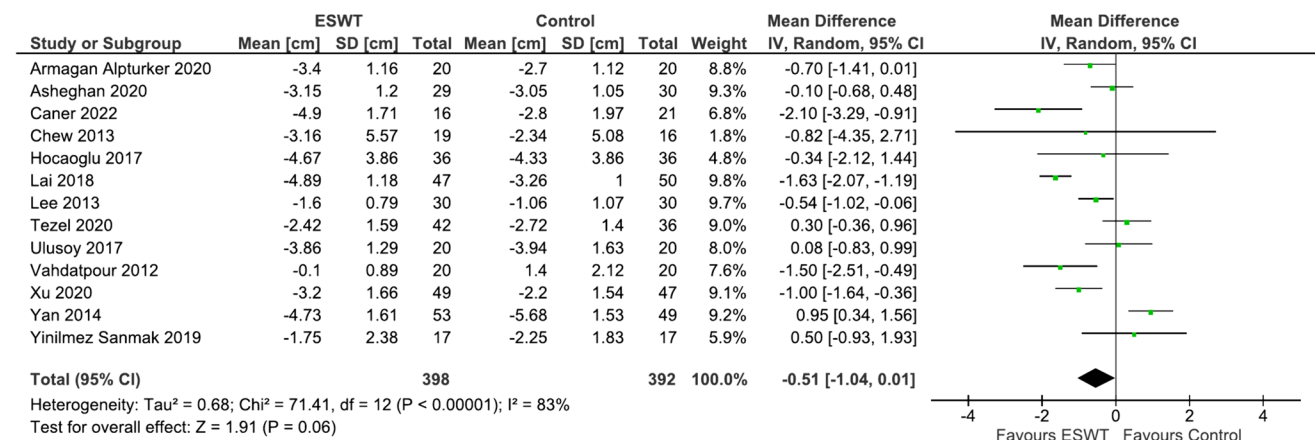 ESWT Control Mean Difference Mean Difference
Study or Subgroup Mean [cm] SD [cm] Total Mean [cm] SD [cm] Total Weight IV, Random, 95% CI IV, Random, 95% CI
Armagan Alpturker 2020 -3.4 1.16 20 -2.7 1.12 20 8.8% -0.70 [-1.41, 0.01]
Asheghan 2020 -3.15 1.2 29 -3.05 1.05 30 9.3% -0.10 [-0.68, 0.48]
Caner 2022 -4.9 1.71 16 -2.8 1.97 21 6.8% -2.10 [-3.29, -0.91]
Chew 2013 -3.16 5.57 19 -2.34 5.08 16 1.8% -0.82 [-4.35, 2.71]
Hocaoglu 2017 -4.67 3.86 36 -4.33 3.86 36 4.8% -0.34 [-2.12, 1.44]
Lai 2018 -4.89 1.18 47 -3.26 1 50 9.8% -1.63 [-2.07, -1.19]
Lee 2013 -1.6 0.79 30 -1.06 1.07 30 9.7% -0.54 [-1.02, -0.06]
Tezel 2020 -2.42 1.59 42 -2.72 1.4 36 9.0% 0.30 [-0.36, 0.96]
Ulusoy 2017 -3.86 1.29 20 -3.94 1.63 20 8.0% 0.08 [-0.83, 0.99]
Vahdatpour 2012 -0.1 0.89 20 1.4 2.12 20 7.6% -1.50 [-2.51, -0.49]
Xu 2020 -3.2 1.66 49 -2.2 1.54 47 9.1% -1.00 [-1.64, -0.36]
Yan 2014 -4.73 1.61 53 -5.68 1.53 49 9.2% 0.95 [0.34, 1.56]
Yinilmez Sanmak 2019 -1.75 2.38 17 -2.25 1.83 17 5.9% 0.50 [-0.93, 1.93]
Total (95% CI) 398 392 100.0% -0.51 [-1.04, 0.01]
Heterogeneity: Tau² = 0.68; Chi² = 71.41, df = 12 (P < 0.00001); I² = 83%
Test for overall effect: Z = 1.91 (P = 0.06)
-4 -2 0 2 4
Favours ESWT Favours Control